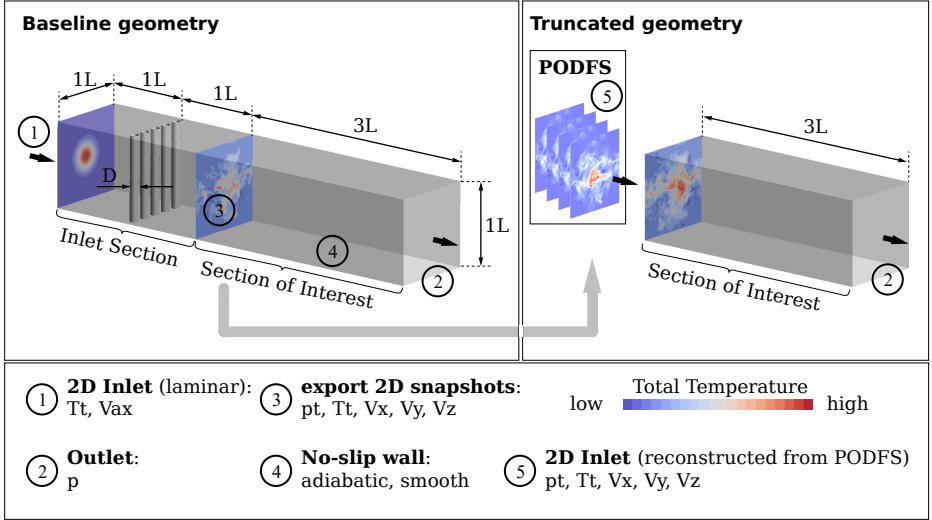 Baseline geometry
1L
1L
1L
3L
1
D
3
4
1L
2
Inlet Section
Section of Interest
Truncated geometry
PODFS
5
3L
2
Section of Interest
1 2D Inlet (laminar):
Tt, Vax
3 export 2D snapshots:
pt, Tt, Vx, Vy, Vz
Total Temperature
low high
2 Outlet:
p
4 No-slip wall:
adiabatic, smooth
5 2D Inlet (reconstructed from PODFS)
pt, Tt, Vx, Vy, Vz